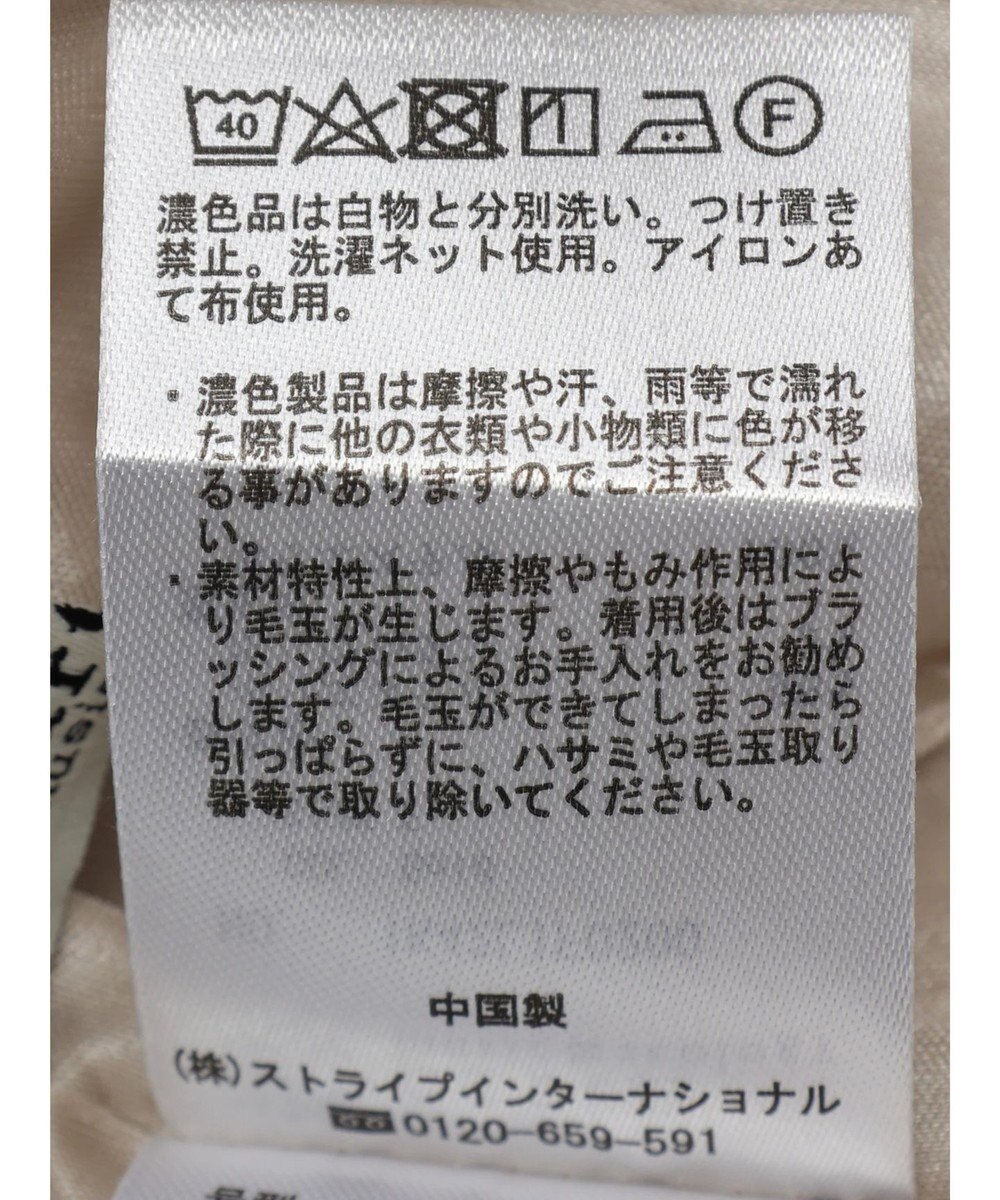 40
F
濃色品は白物と分別洗い。つけ置き
禁止。洗濯ネット使用。アイロンあ
て布使用。
・濃色製品は摩擦や汗、雨等で濡れ
た際に他の衣類や小物類に色が移
る事がありますのでご注意くださ
い。
・素材特性上、摩擦やもみ作用によ
り毛玉が生じます。着用後はブラ
ッシングによるお手入れをお勧め
します。毛玉ができてしまったら
引っぱらずに、ハサミや毛玉取り
器等で取り除いてください。
中国製
(株)ストライプインターナショナル
0120-659-591